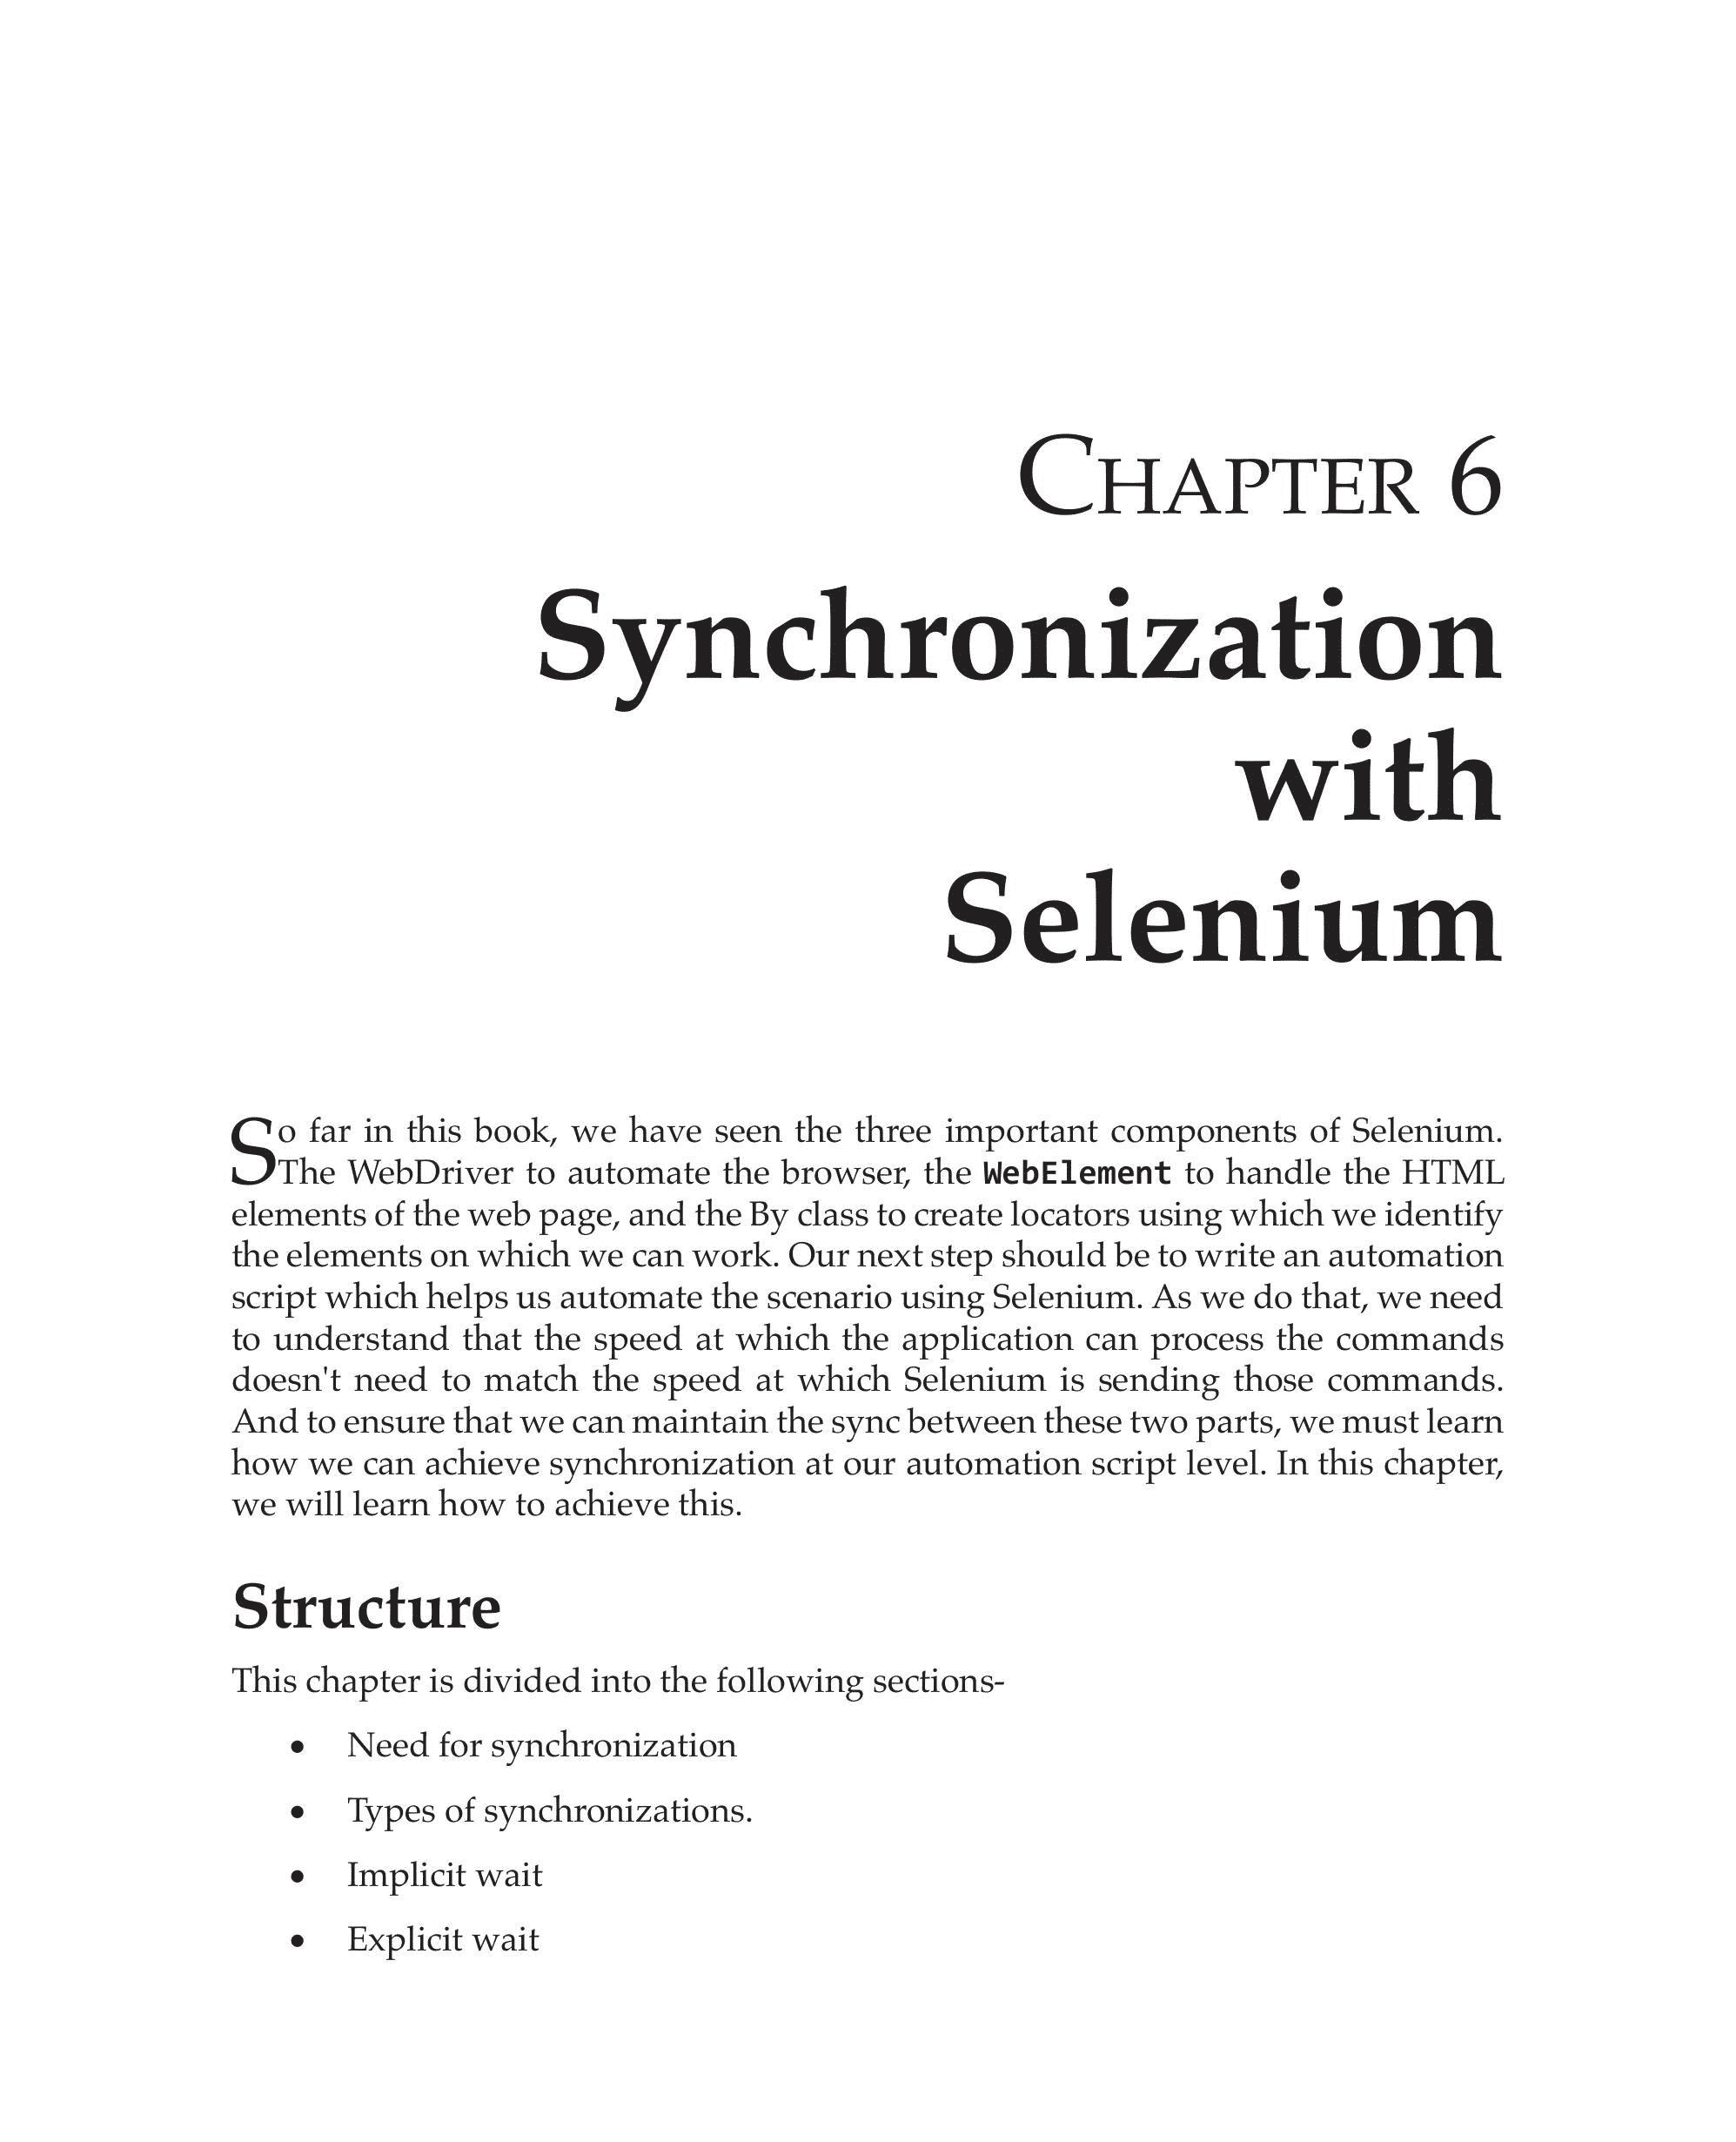 CHAPTER 6
Synchronization
with
Selenium
So far in this book, we have seen the three important components of Selenium.
The WebDriver to automate the browser, the WebElement to handle the HTML
elements of the web page, and the By class to create locators using which we identify
the elements on which we can work. Our next step should be to write an automation
script which helps us automate the scenario using Selenium. As we do that, we need
to understand that the speed at which the application can process the commands
doesn't need to match the speed at which Selenium is sending those commands.
And to ensure that we can maintain the sync between these two parts, we must learn
how we can achieve synchronization at our automation script level. In this chapter,
we will learn how to achieve this.
Structure
This chapter is divided into the following sections-
• Need for synchronization
• Types of synchronizations.
• Implicit wait
• Explicit wait